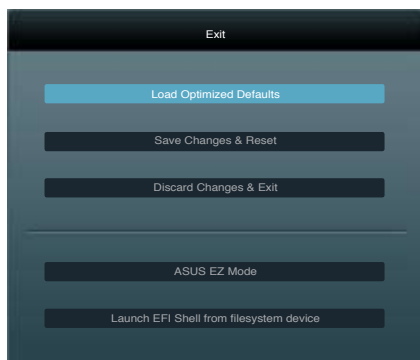 Exit
Load Optimized Defaults
Save Changes & Reset
Discard Changes & Exit
ASUS EZ Mode
Launch EFI Shell from filesystem device